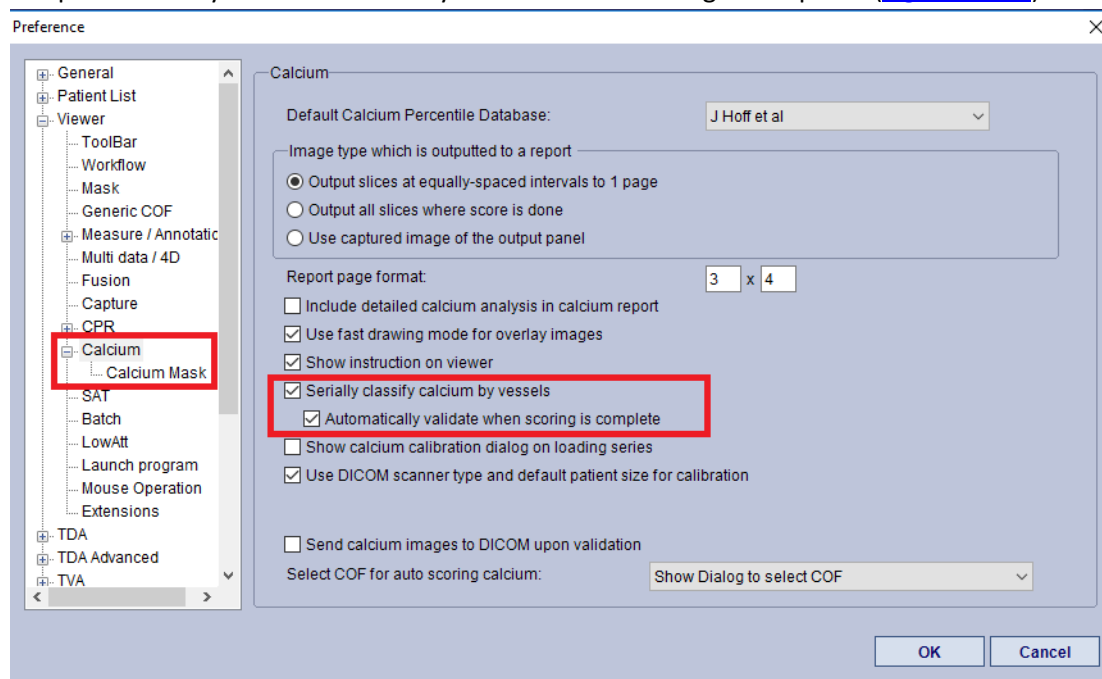 Preference
General
Patient List
Viewer
ToolBar
Workflow
Mask
Generic COF
Measure / Annotatic
Multi data / 4D
Fusion
Capture
CPR
Calcium
Calcium Mask
SAT
Batch
LowAtt
Launch program
Mouse Operation
Extensions
TDA
TDA Advanced
TVA
Calcium
Default Calcium Percentile Database: J Hoff et al
Image type which is outputted to a report
Output slices at equally-spaced intervals to 1 page
Output all slices where score is done
Use captured image of the output panel
Report page format: 3 x 4
Include detailed calcium analysis in calcium report
Use fast drawing mode for overlay images
Show instruction on viewer
Serially classify calcium by vessels
Automatically validate when scoring is complete
Show calcium calibration dialog on loading series
Use DICOM scanner type and default patient size for calibration
Send calcium images to DICOM upon validation
Select COF for auto scoring calcium: Show Dialog to select COF
OK Cancel